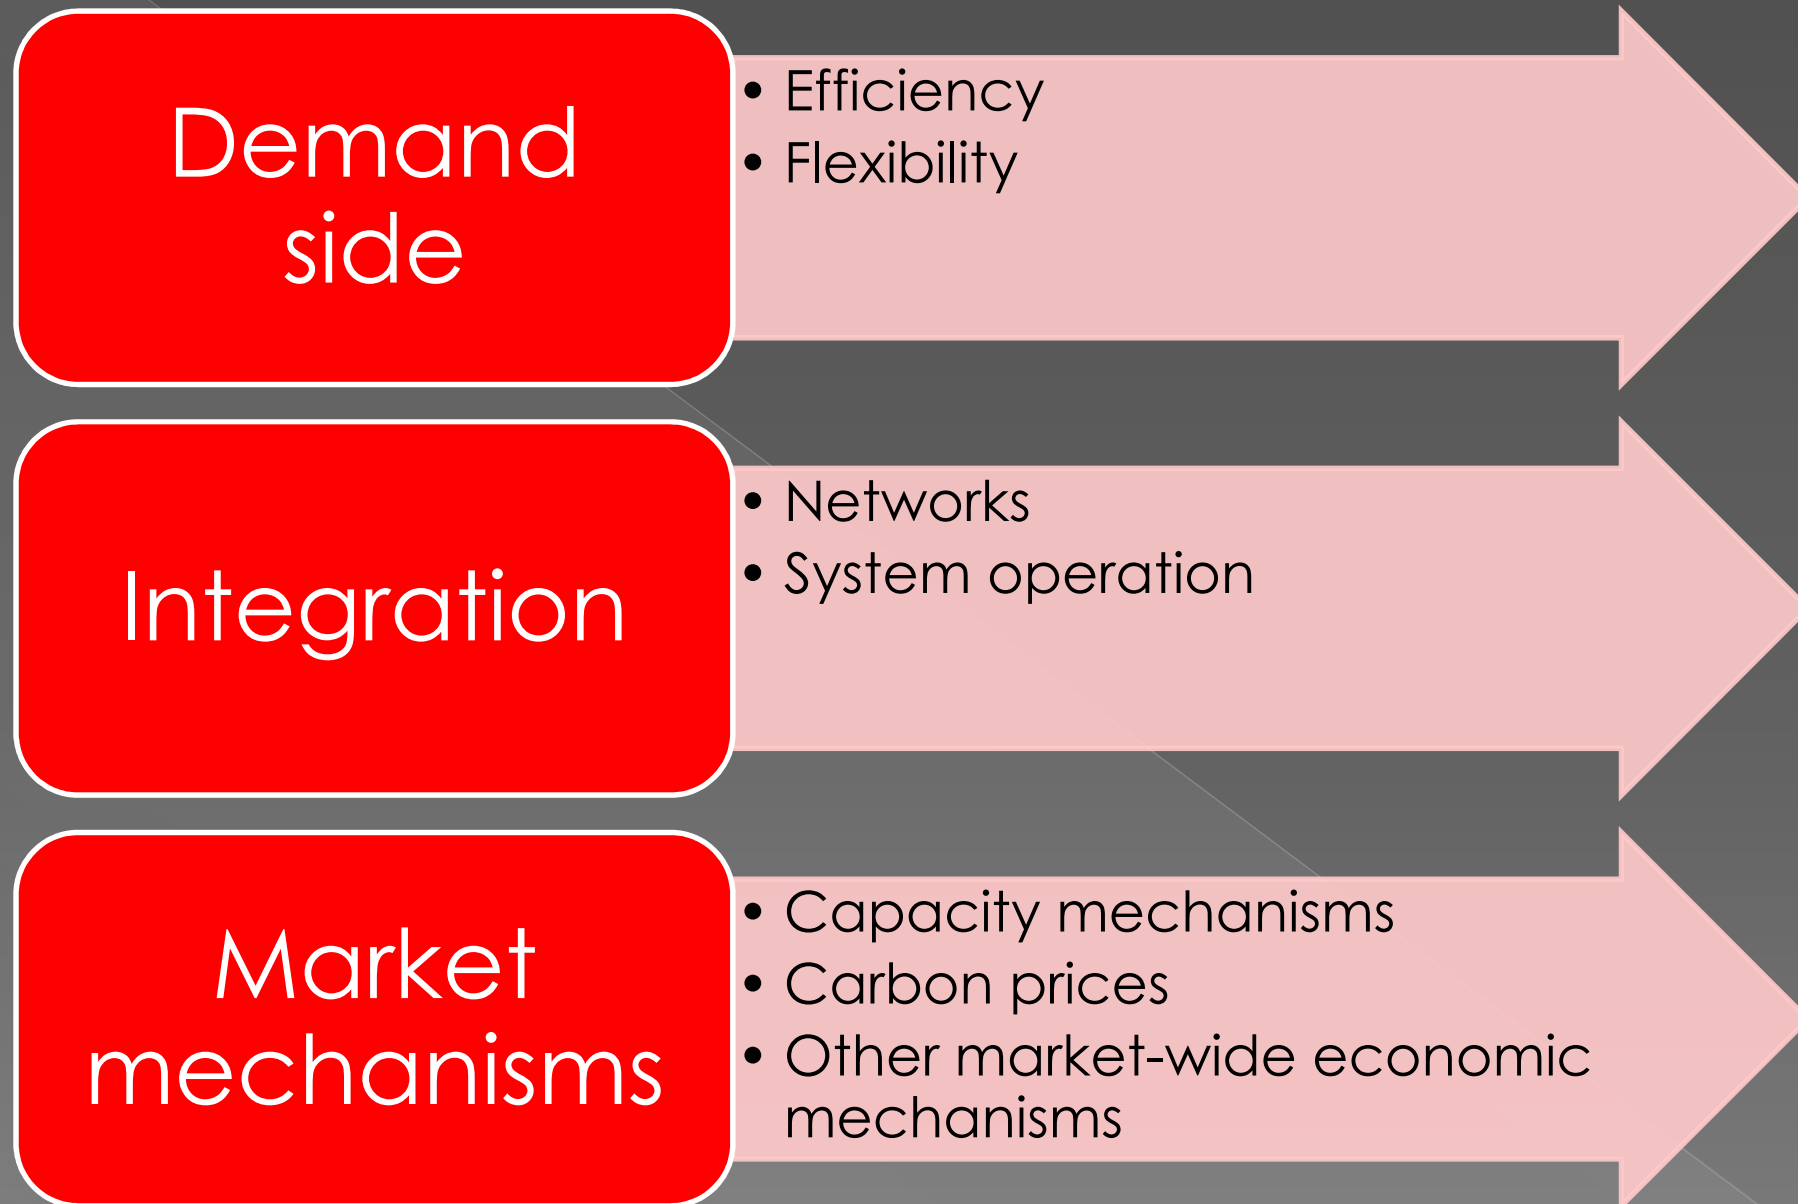 Demand
side
• Efficiency
• Flexibility
Integration
• Networks
• System operation
Market
mechanisms
• Capacity mechanisms
• Carbon prices
• Other market-wide economic
mechanisms